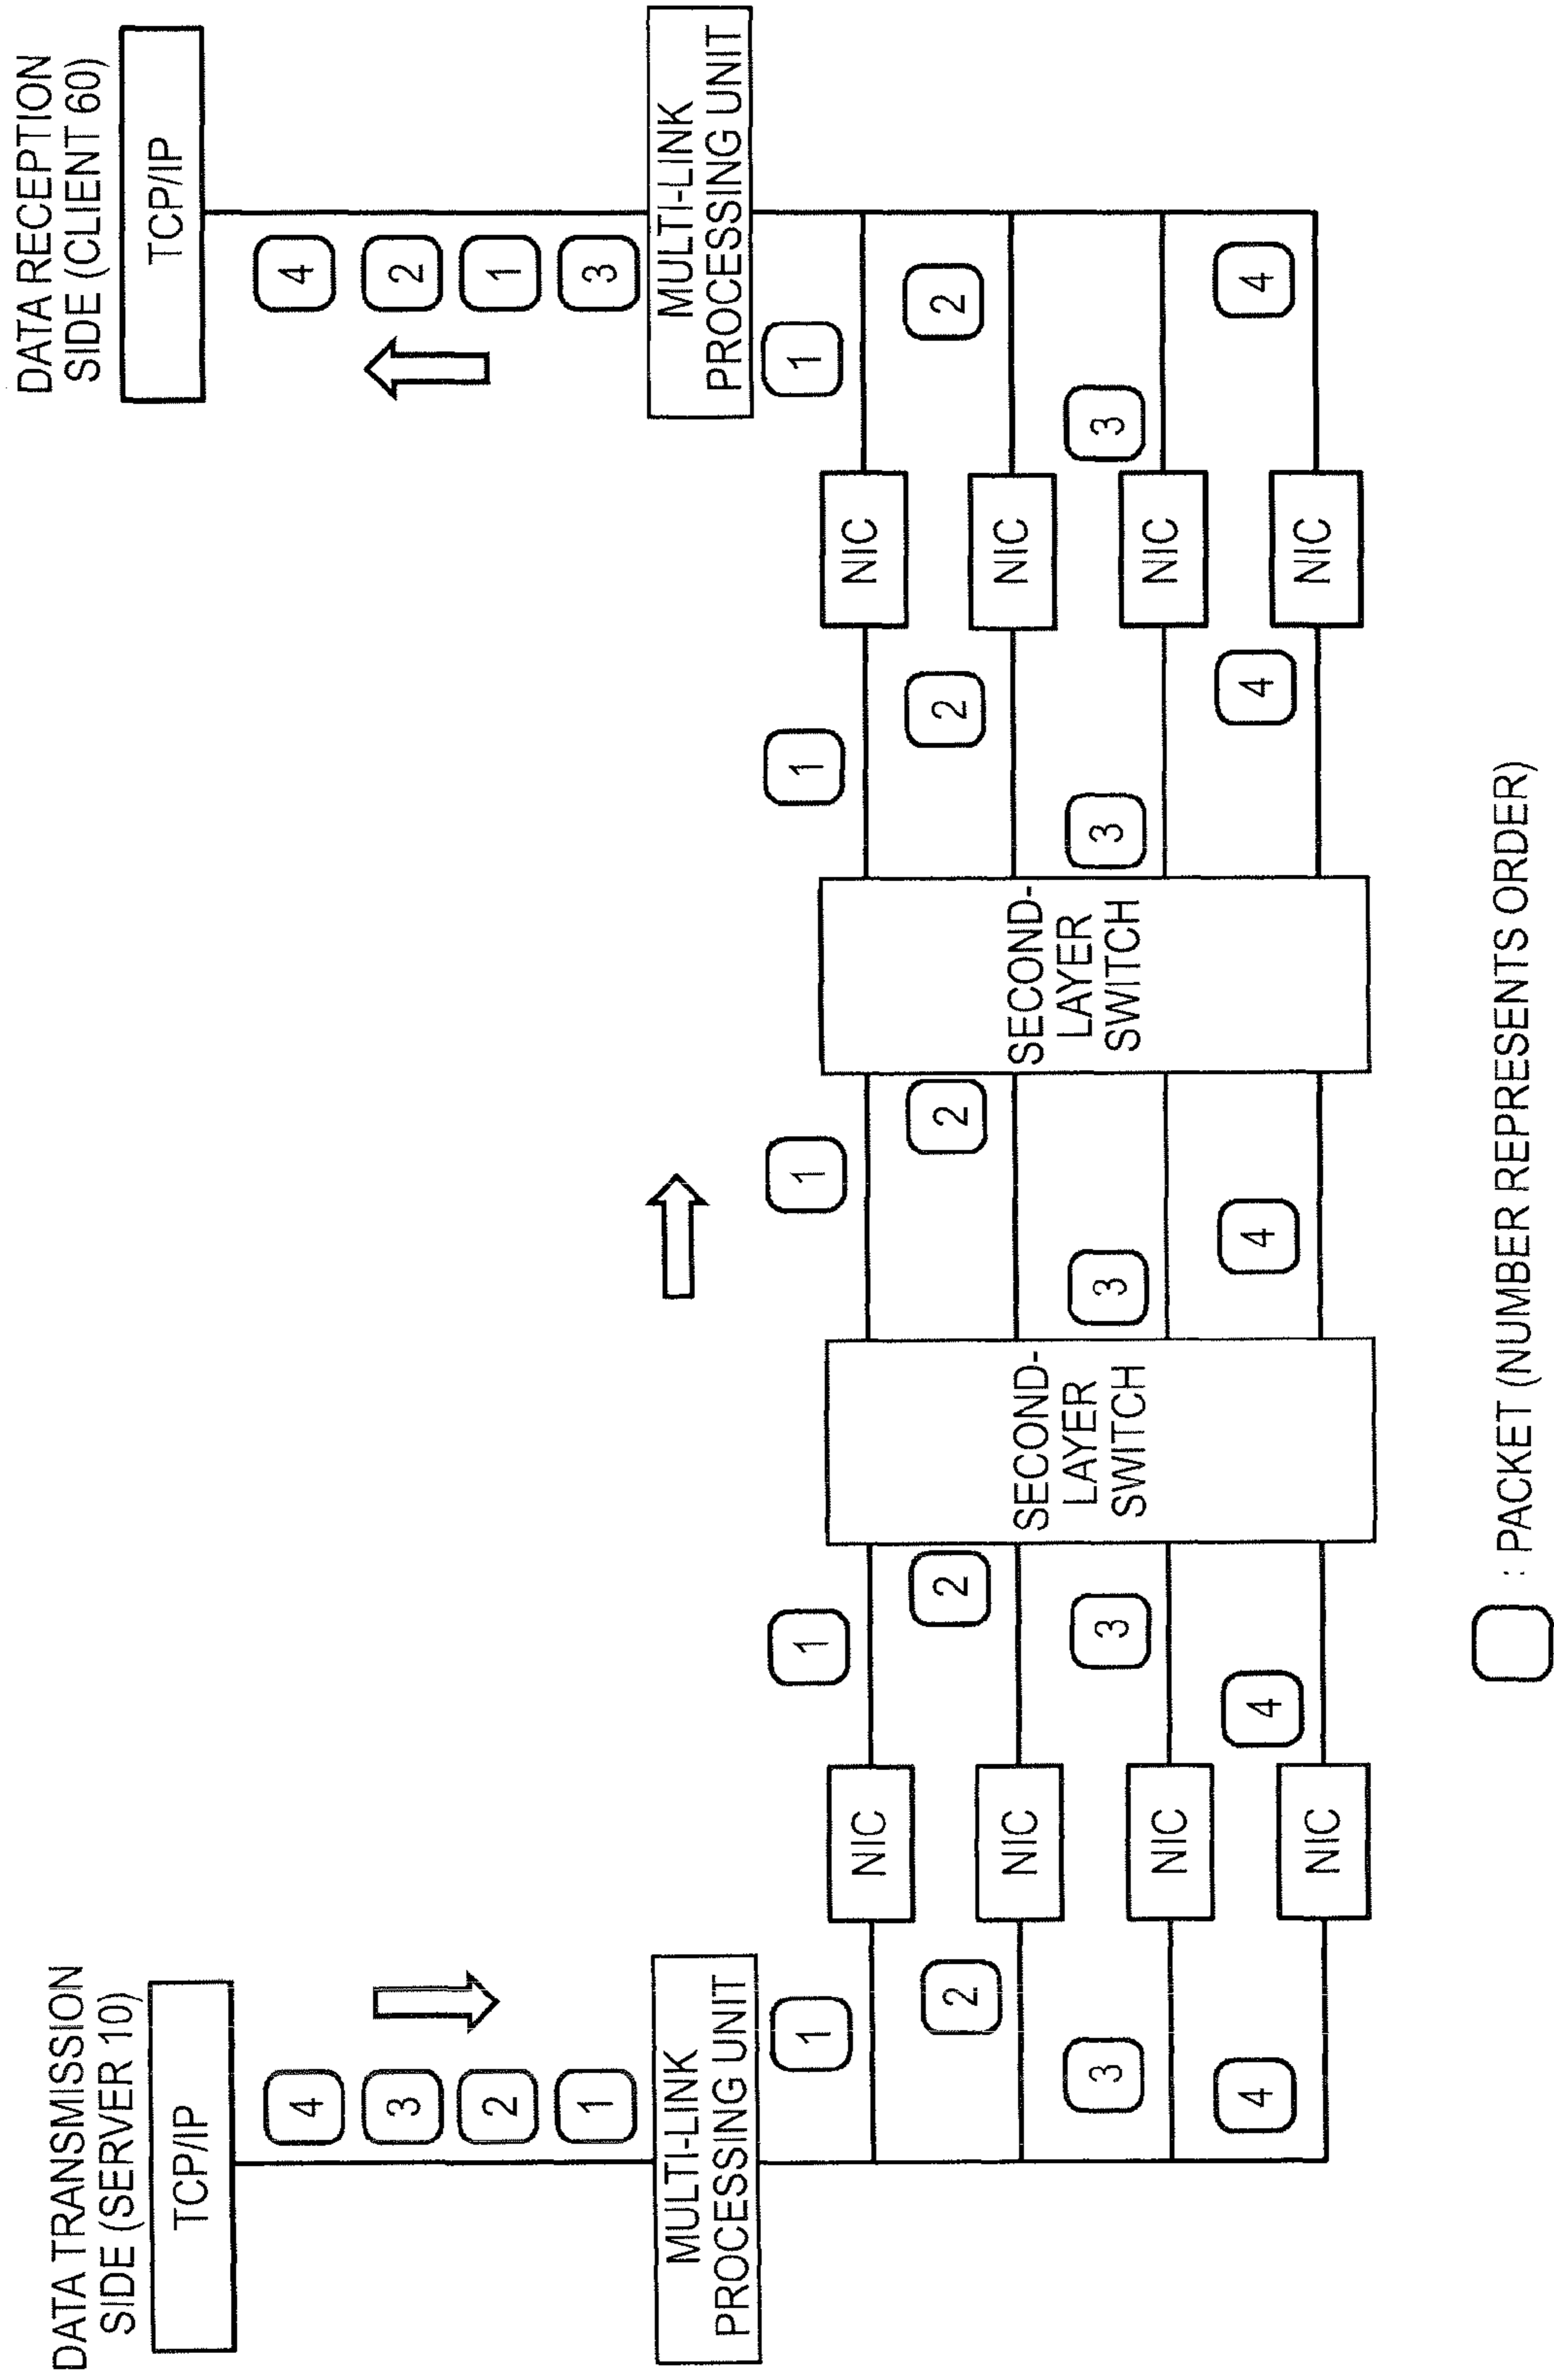 DATA TRANSMISSION
SIDE (SERVER 10)
TCP/IP
4
3
2
1
MULTI-LINK
PROCESSING UNIT
1
2
3
4
NIC
NIC
NIC
NIC
1
2
3
4
SECOND-
LAYER
SWITCH
1
2
3
4
SECOND-
LAYER
SWITCH
1
2
3
4
NIC
NIC
NIC
NIC
1
2
3
4
DATA RECEPTION
SIDE (CLIENT 60)
TCP/IP
4
2
1
3
MULTI-LINK
PROCESSING UNIT
: PACKET (NUMBER REPRESENTS ORDER)